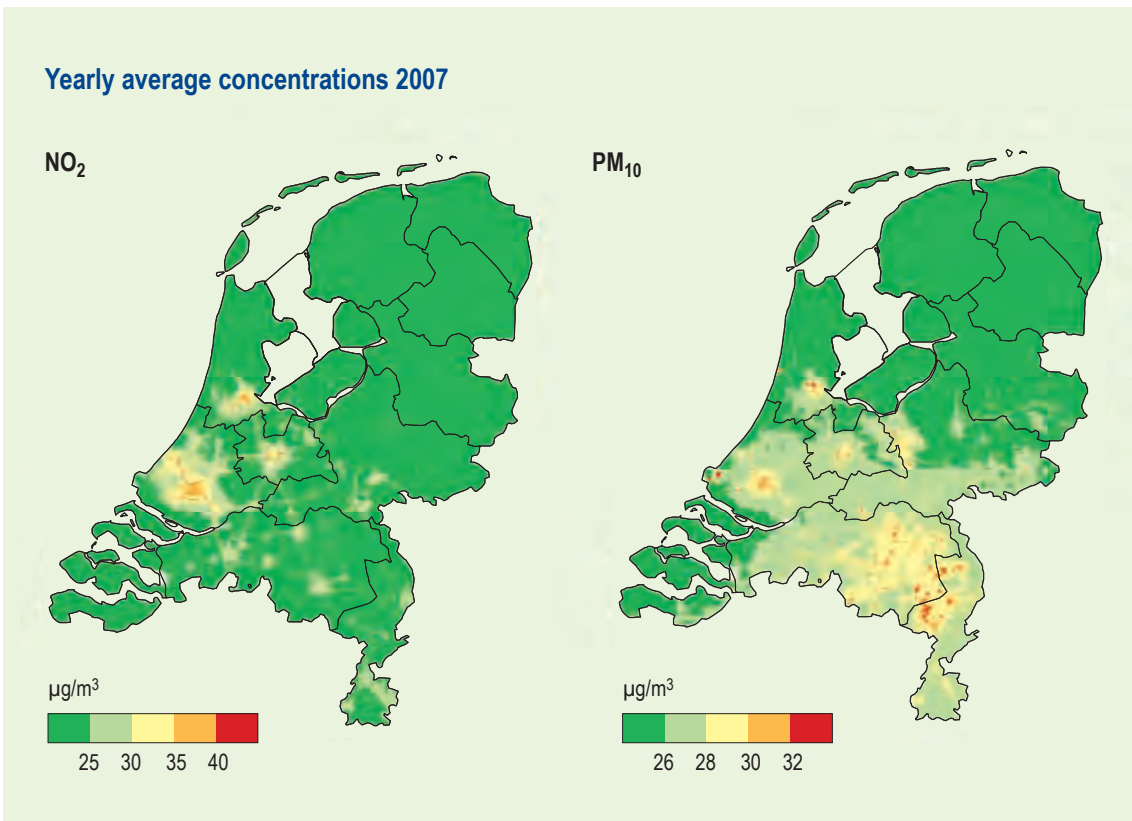 Yearly average concentrations 2007
NO₂
PM₁₀
µg/m³
25 30 35 40
µg/m³
26 28 30 32